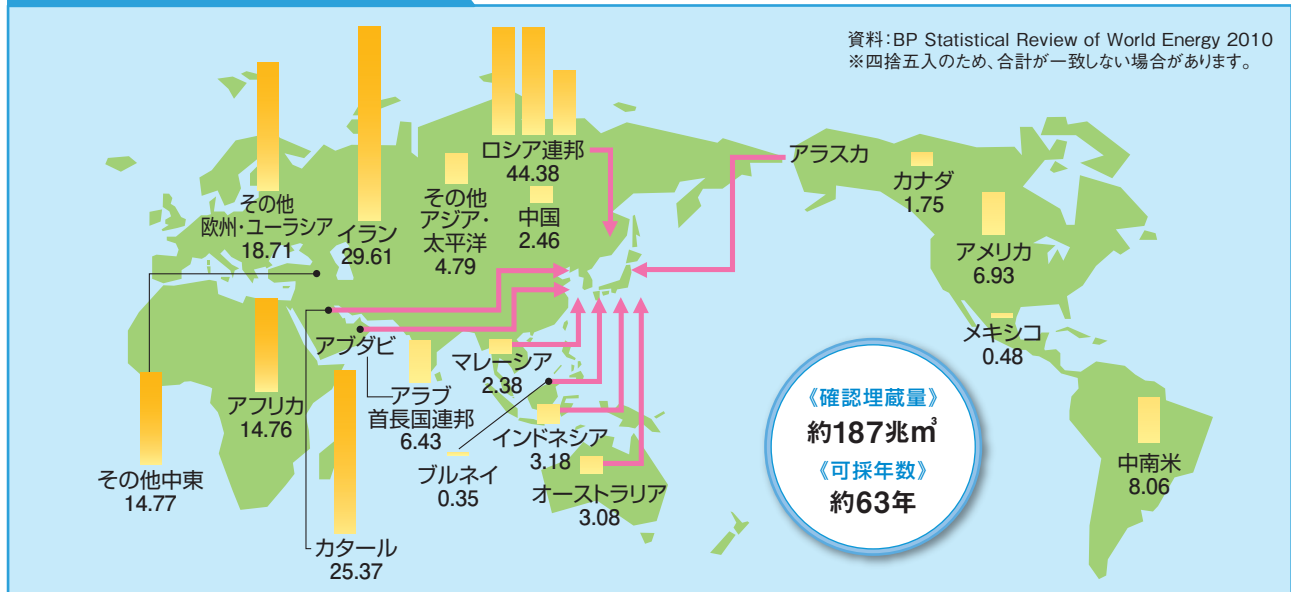 資料:BP Statistical Review of World Energy 2010
※四捨五入のため、合計が一致しない場合があります。
その他
欧州・ユーラシア
18.71
イラン
29.61
その他
アジア・
太平洋
4.79
ロシア連邦
44.38
中国
2.46
アラスカ
カナダ
1.75
アメリカ
6.93
メキシコ
0.48
中南米
8.06
その他中東
14.77
アフリカ
14.76
カタール
25.37
アブダビ
アラブ
首長国連邦
6.43
マレーシア
2.38
ブルネイ
0.35
インドネシア
3.18
オーストラリア
3.08
《確認埋蔵量》
約187兆㎥
《可採年数》
約63年